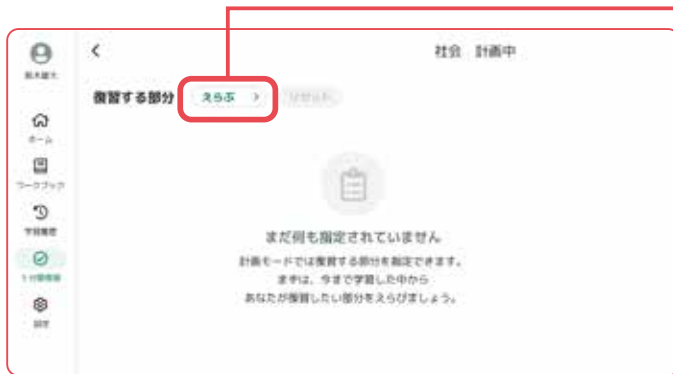 社会　計画中
復習する部分
えらぶ
リセット
ホーム
ワークブック
学習履歴
設定
まだ何も指定されていません
計画モードでは復習する部分を指定できます。
まずは、今まで学習した中から
あなたが復習したい部分をえらびましょう。